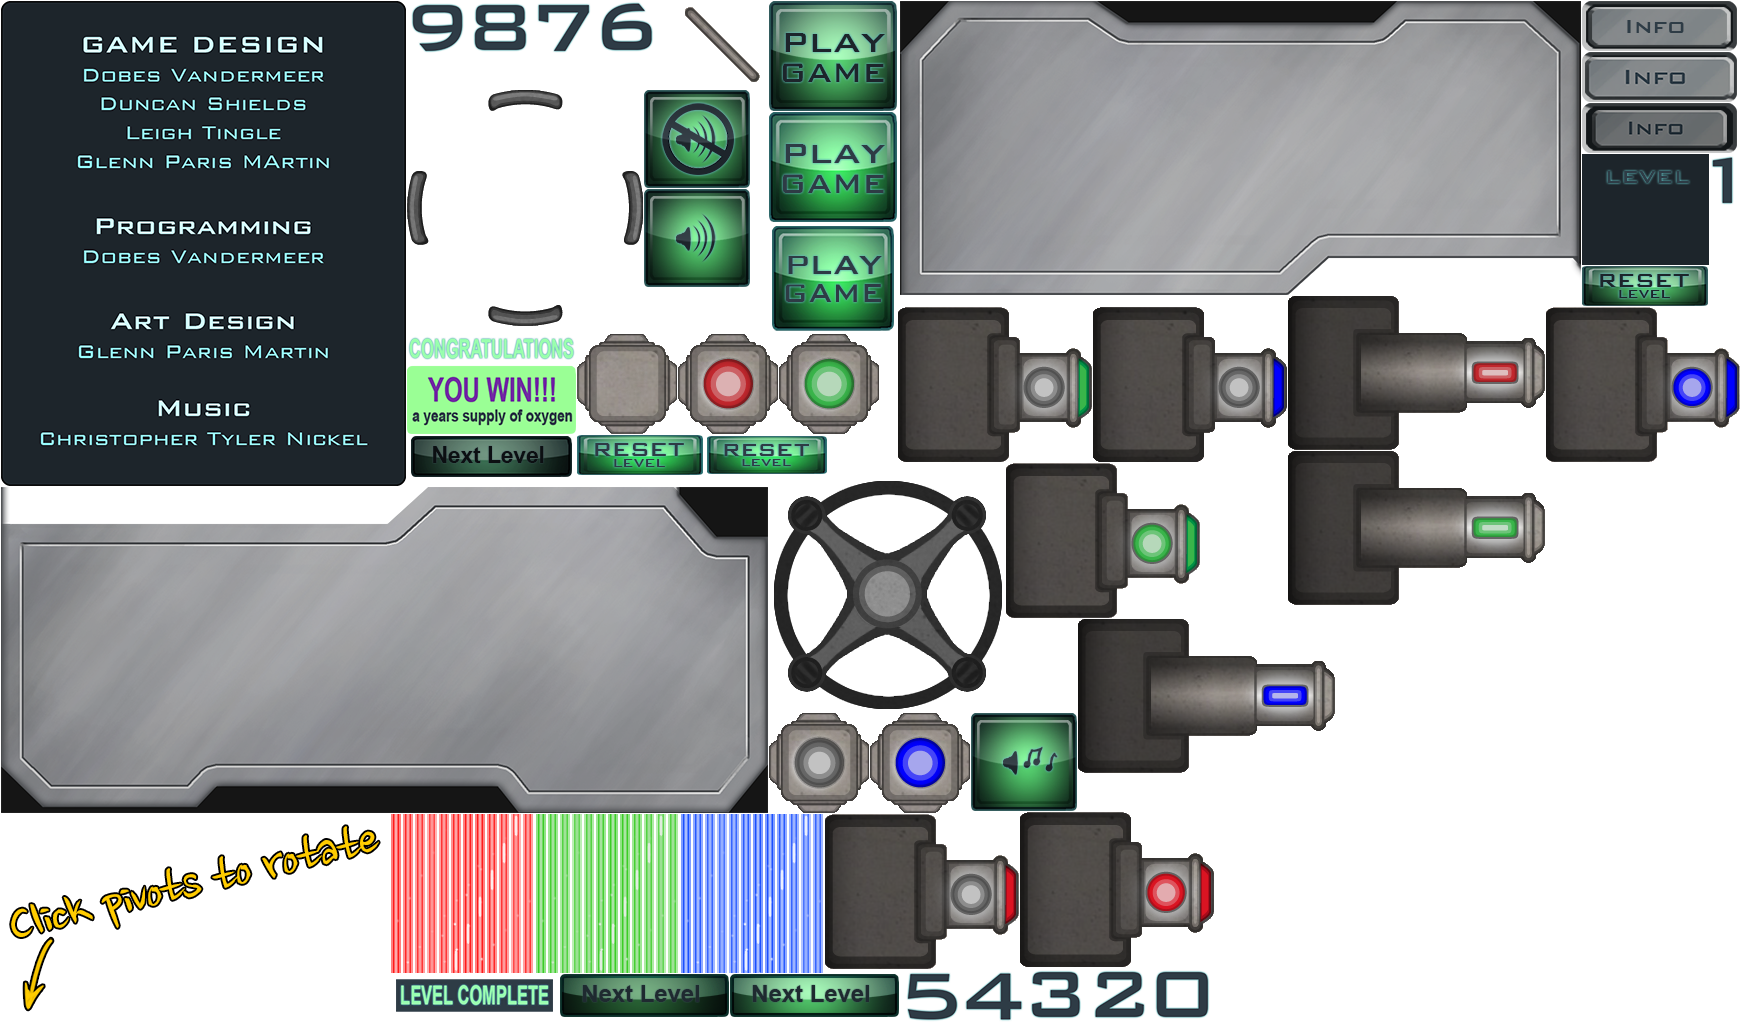 GAME DESIGN
DOBES VANDERMEER
DUNCAN SHIELDS
LEIGH TINGLE
GLENN PARIS MARTIN
PROGRAMMING
DOBES VANDERMEER
ART DESIGN
GLENN PARIS MARTIN
MUSIC
CHRISTOPHER TYLER NICKEL
9876
PLAY
GAME
PLAY
GAME
PLAY
GAME
INFO
INFO
INFO
LEVEL
1
RESET
LEVEL
CONGRATULATIONS
YOU WIN!!!
a years supply of oxygen
Next Level
RESET
LEVEL
RESET
LEVEL
Click pivots to rotate
LEVEL COMPLETE
Next Level
Next Level
54320